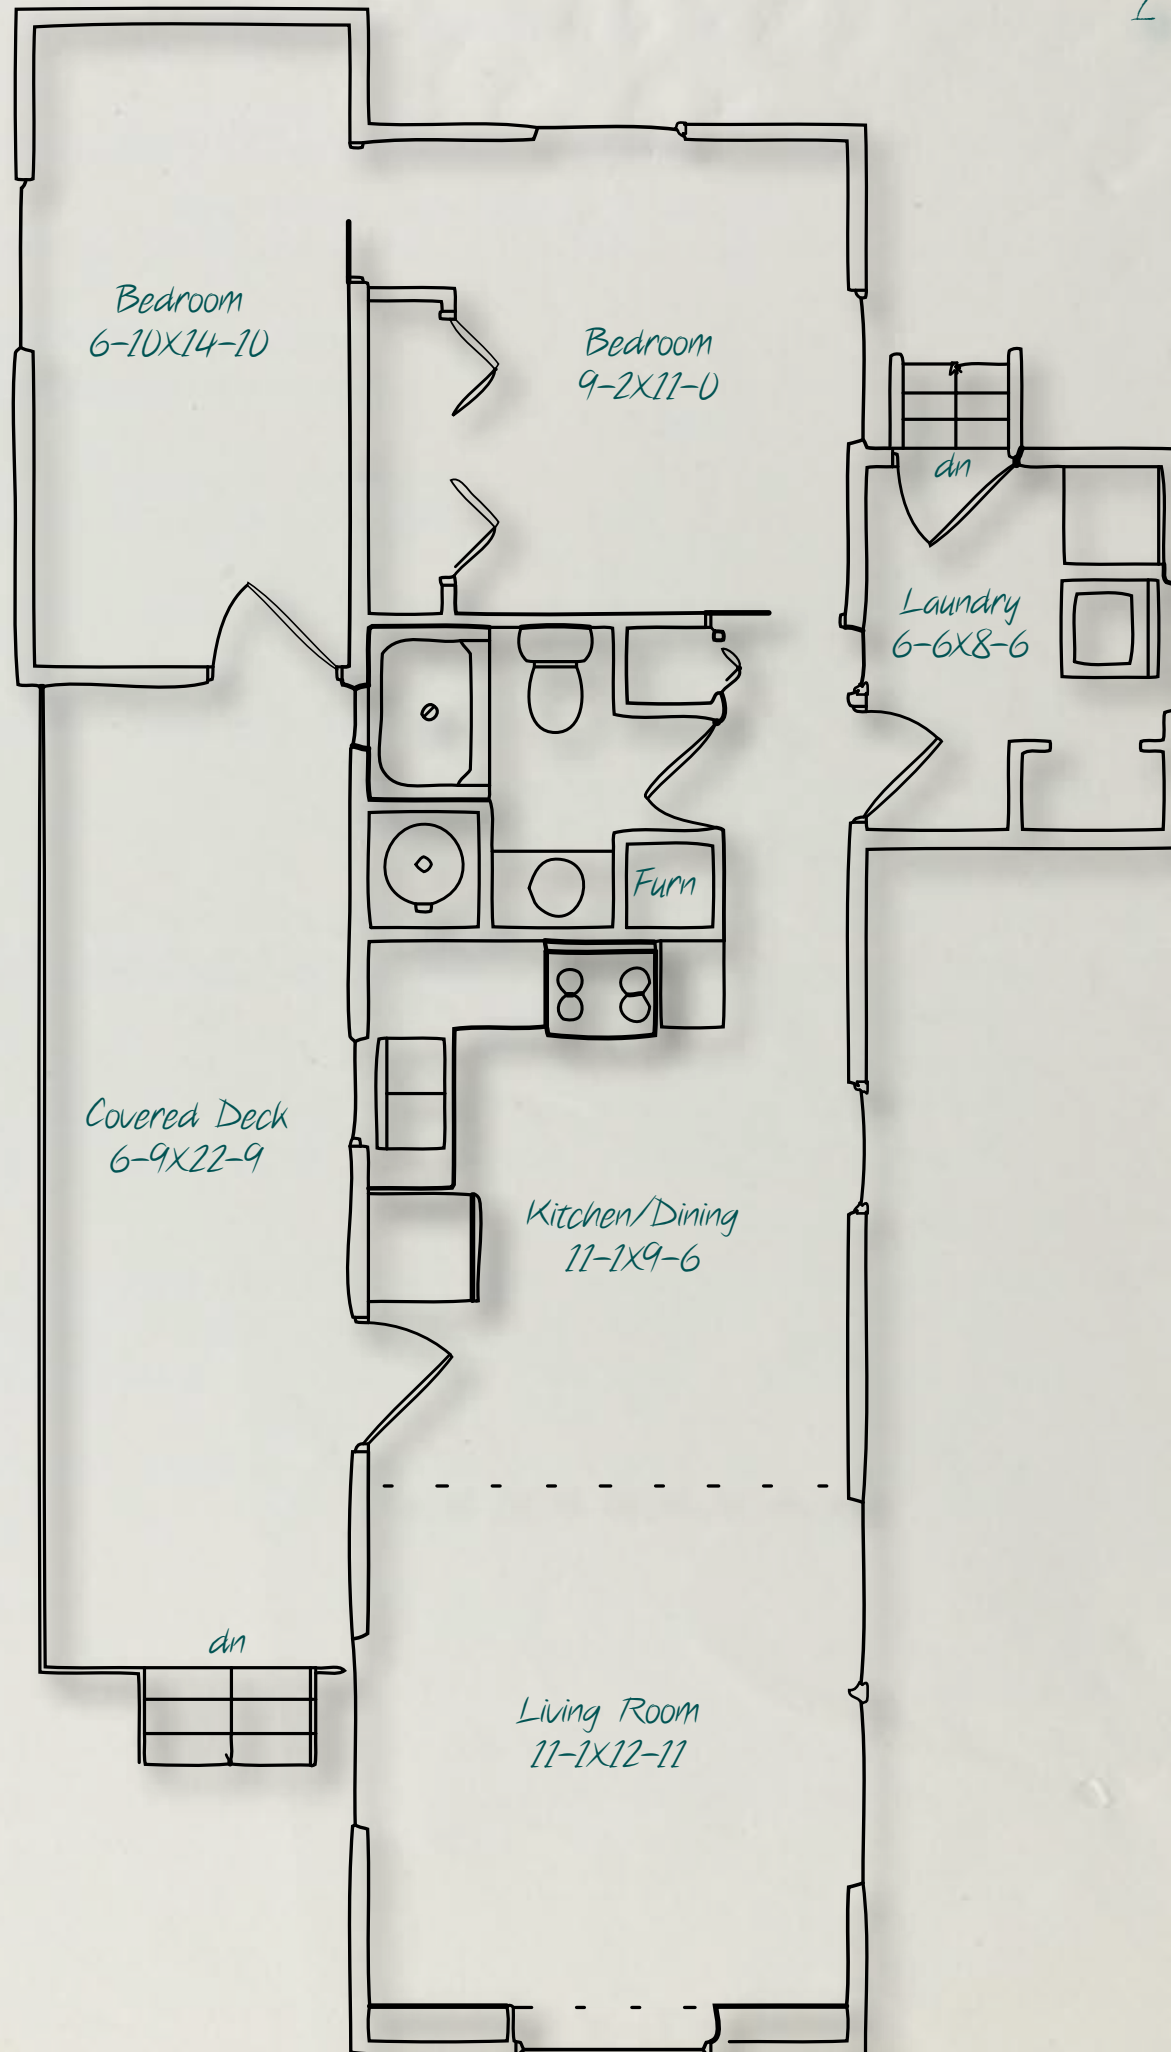 Bedroom
6-10X14-10
Bedroom
9-2X11-0
dn
Laundry
6-6X8-6
Furn
Covered Deck
6-9X22-9
Kitchen/Dining
11-1X9-6
dn
Living Room
11-1X12-11